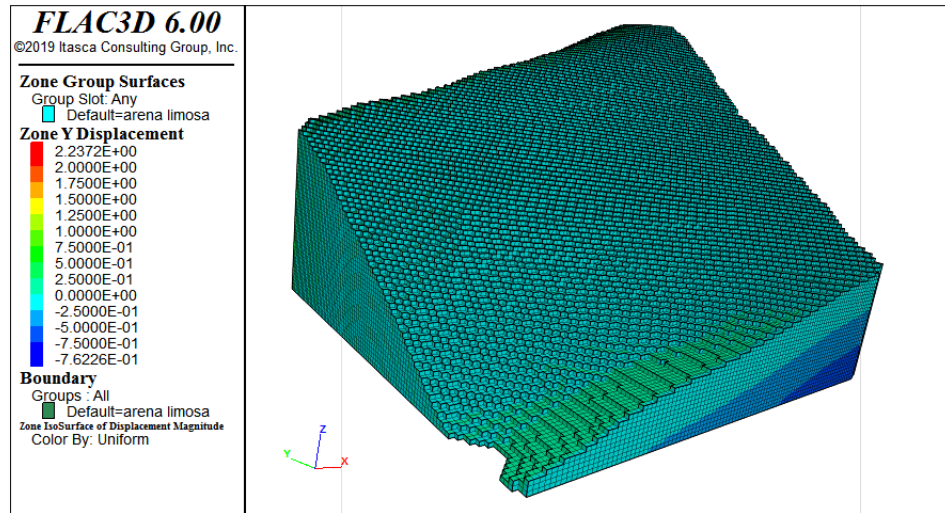 FLAC3D 6.00
©2019 Itasca Consulting Group, Inc.
Zone Group Surfaces
Group Slot: Any
Default=arena limosa
Zone Y Displacement
2.2372E+00
2.0000E+00
1.7500E+00
1.5000E+00
1.2500E+00
1.0000E+00
7.5000E-01
5.0000E-01
2.5000E-01
0.0000E+00
-2.5000E-01
-5.0000E-01
-7.5000E-01
-7.6226E-01
Boundary
Groups : All
Default=arena limosa
Zone IsoSurface of Displacement Magnitude
Color By: Uniform
Z
Y
X